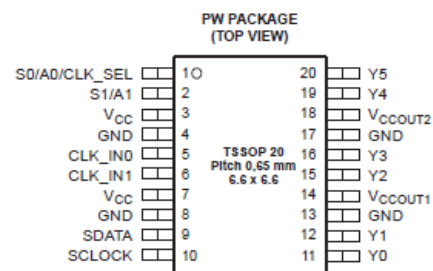 PW PACKAGE
(TOP VIEW)
S0/A0/CLK_SEL 1 20 Y5
S1/A1 2 19 Y4
VCC 3 18 VCCOUT2
GND 4 17 GND
CLK_IN0 5 16 Y3
CLK_IN1 6 15 Y2
VCC 7 14 VCCOUT1
GND 8 13 GND
SDATA 9 12 Y1
SCLOCK 10 11 Y0
TSSOP 20
Pitch 0,65 mm
6.6 x 6.6